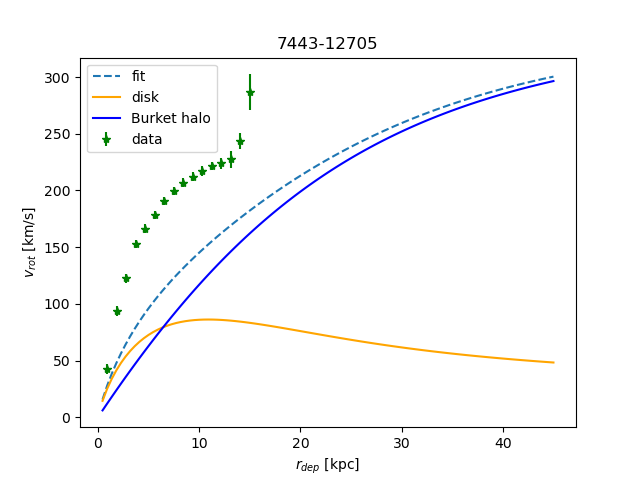 7443-12705
fit
disk
Burket halo
data
300
250
200
150
100
50
0
v_rot [km/s]
0 10 20 30 40
r_dep [kpc]